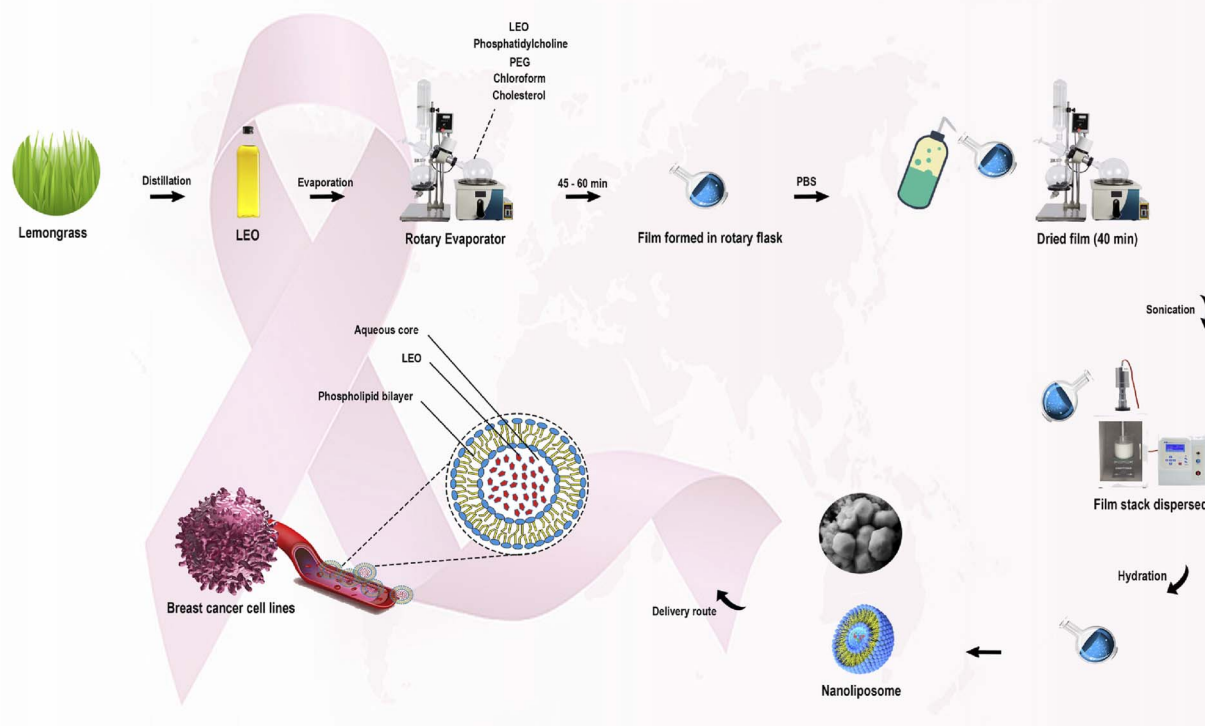 LEO
Phosphatidylcholine
PEG
Chloroform
Cholesterol
Distillation
Evaporation
45 - 60 min
PBS
Lemongrass
LEO
Rotary Evaporator
Film formed in rotary flask
Dried film (40 min)
Sonication
Aqueous core
LEO
Phospholipid bilayer
Film stack dispersed
Hydration
Breast cancer cell lines
Delivery route
Nanoliposome